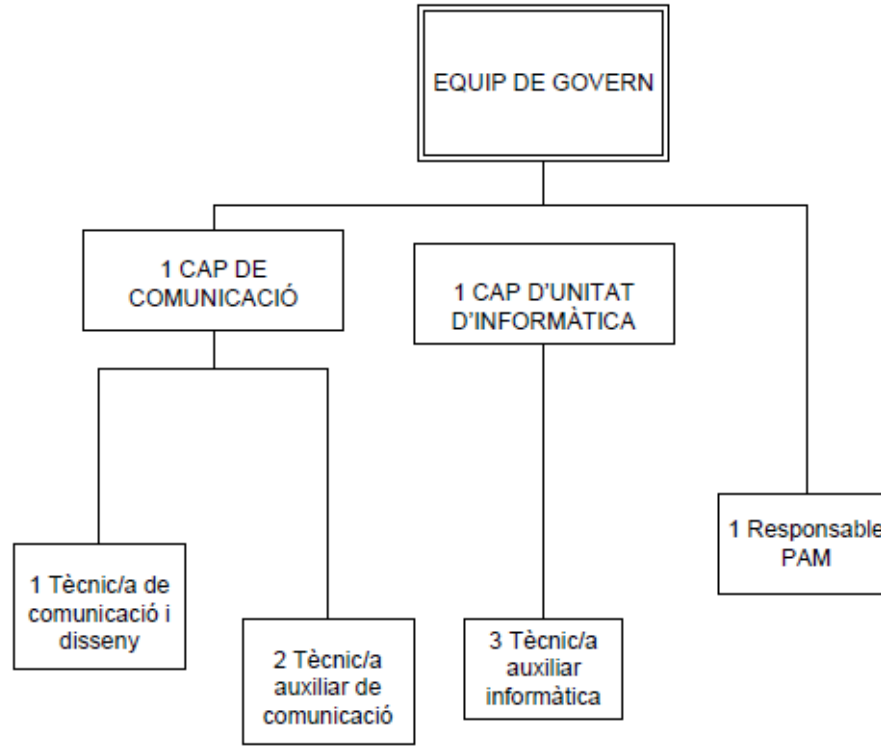 EQUIP DE GOVERN
1 CAP DE
COMUNICACIÓ
1 CAP D'UNITAT
D'INFORMÀTICA
1 Responsable
PAM
1 Tècnic/a de
comunicació i
disseny
2 Tècnic/a
auxiliar de
comunicació
3 Tècnic/a
auxiliar
informàtica